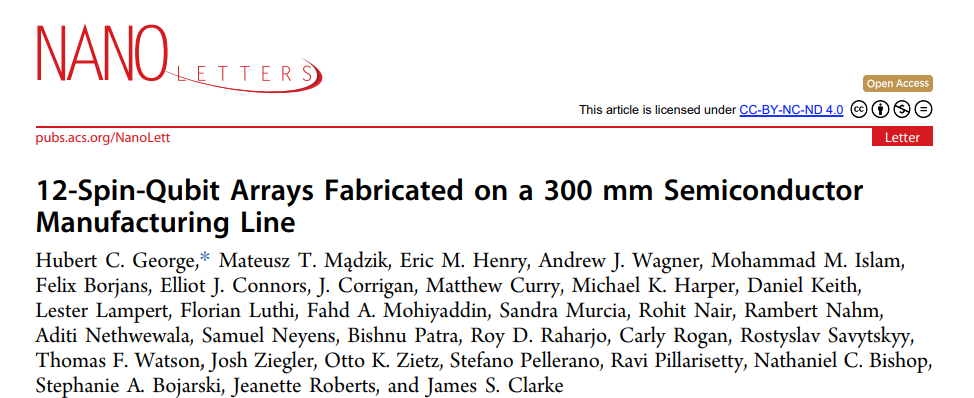 NANO LETTERS
Open Access
This article is licensed under CC-BY-NC-ND 4.0
pubs.acs.org/NanoLett
Letter
12-Spin-Qubit Arrays Fabricated on a 300 mm Semiconductor
Manufacturing Line
Hubert C. George,* Mateusz T. Mądzik, Eric M. Henry, Andrew J. Wagner, Mohammad M. Islam,
Felix Borjans, Elliot J. Connors, J. Corrigan, Matthew Curry, Michael K. Harper, Daniel Keith,
Lester Lampert, Florian Luthi, Fahd A. Mohiyaddin, Sandra Murcia, Rohit Nair, Rambert Nahm,
Aditi Nethwewala, Samuel Neyens, Bishnu Patra, Roy D. Raharjo, Carly Rogan, Rostyslav Savytskyy,
Thomas F. Watson, Josh Ziegler, Otto K. Zietz, Stefano Pellerano, Ravi Pillarisetty, Nathaniel C. Bishop,
Stephanie A. Bojarski, Jeanette Roberts, and James S. Clarke